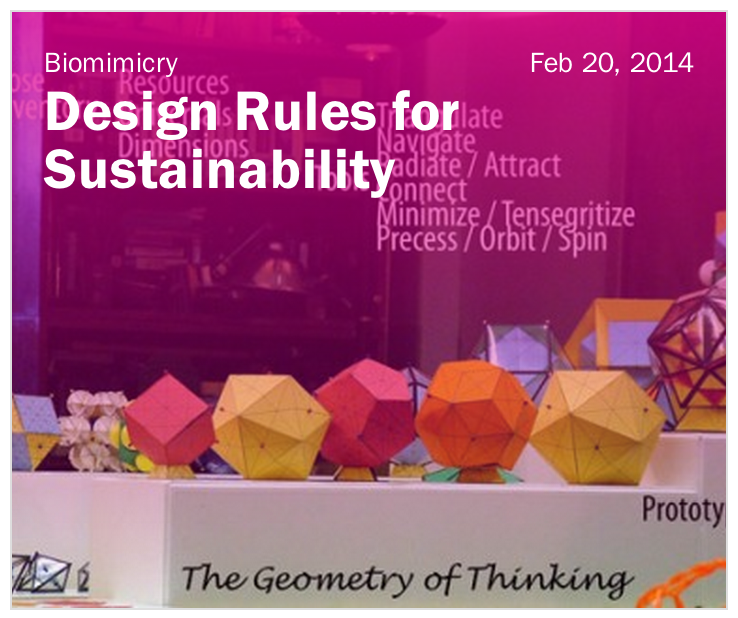 Biomimicry
Feb 20, 2014
Design Rules for
Sustainability
Resources
Dimensions
Navigate
Radiate / Attract
Connect
Minimize / Tensegritize
Precess / Orbit / Spin
Prototy
The Geometry of Thinking